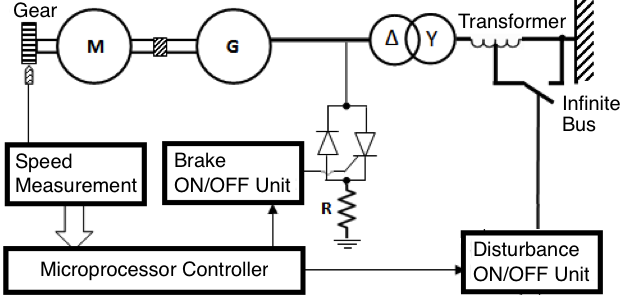 Gear
M
G
Δ
Y
Transformer
Infinite
Bus
Speed
Measurement
Brake
ON/OFF Unit
R
Microprocessor Controller
Disturbance
ON/OFF Unit